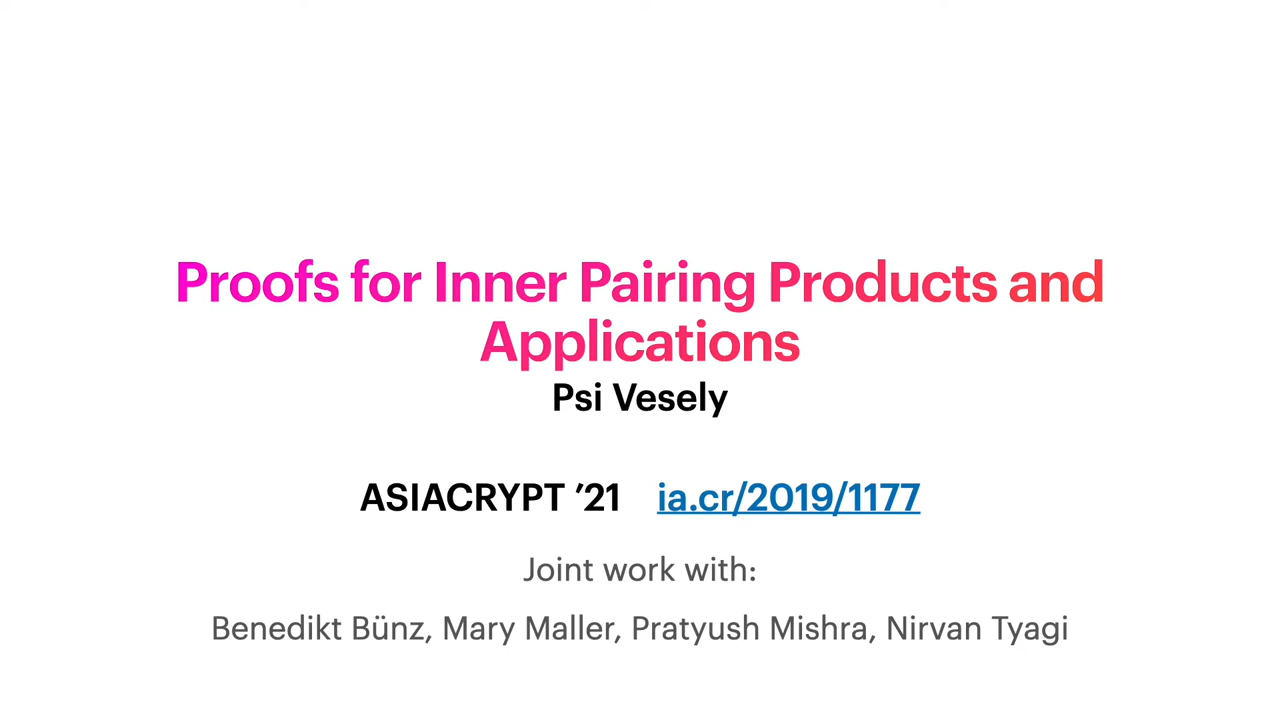 Proofs for Inner Pairing Products and
Applications
Psi Vesely
ASIACRYPT ’21 ia.cr/2019/1177
Joint work with:
Benedikt Bünz, Mary Maller, Pratyush Mishra, Nirvan Tyagi